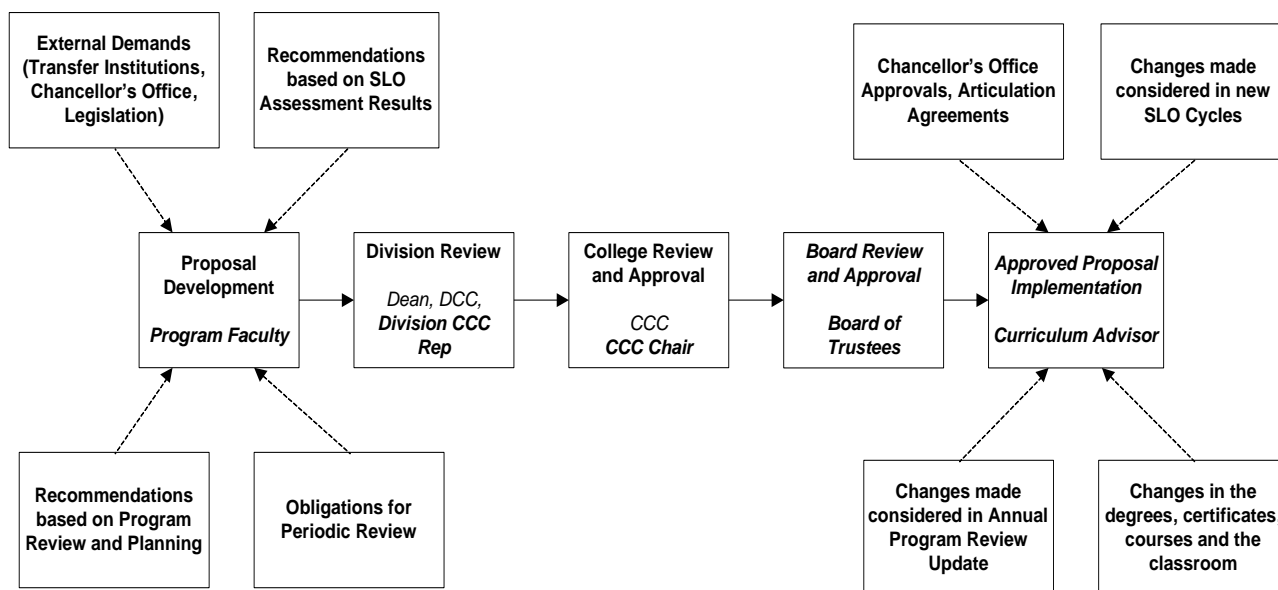 External Demands
(Transfer Institutions,
Chancellor's Office,
Legislation)
Recommendations
based on SLO
Assessment Results
Chancellor's Office
Approvals, Articulation
Agreements
Changes made
considered in new
SLO Cycles
Proposal
Development
Program Faculty
Division Review
Dean, DCC,
Division CCC
Rep
College Review
and Approval
CCC
CCC Chair
Board Review
and Approval
Board of
Trustees
Approved Proposal
Implementation
Curriculum Advisor
Recommendations
based on Program
Review and Planning
Obligations for
Periodic Review
Changes made
considered in Annual
Program Review
Update
Changes in the
degrees, certificates,
courses and the
classroom